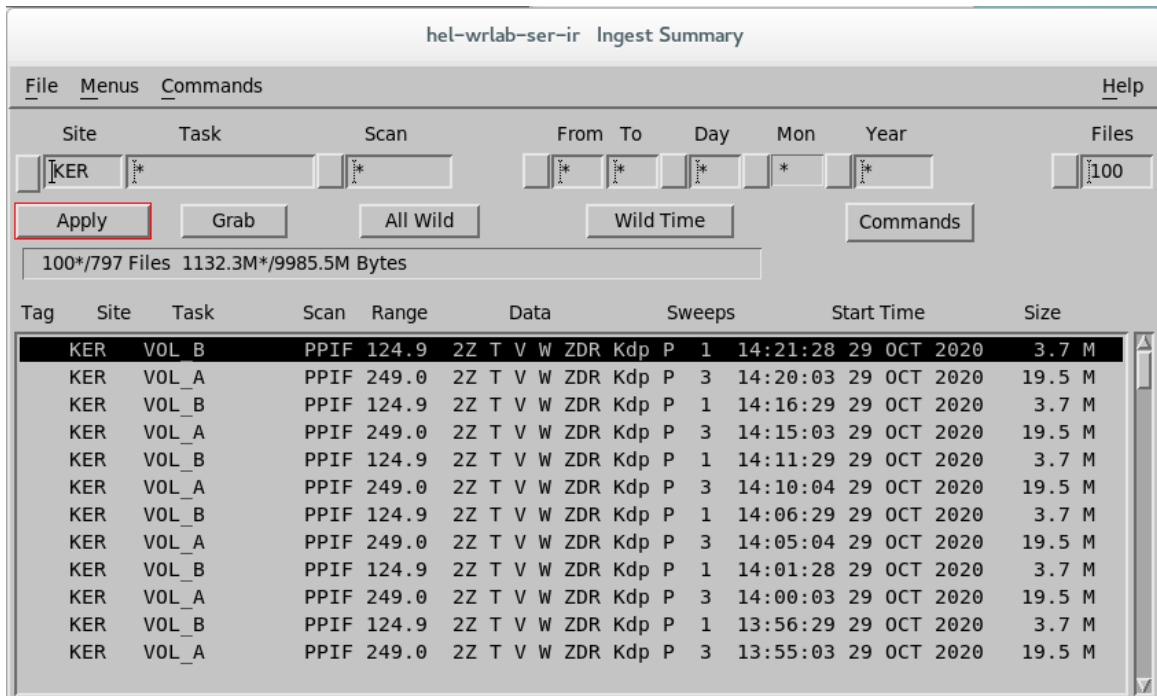 hel-wrlab-ser-ir Ingest Summary
File Menus Commands Help
Site Task Scan From To Day Mon Year Files
KER * * * * * * * 100
Apply Grab All Wild Wild Time Commands
100*/797 Files 1132.3M*/9985.5M Bytes
Tag Site Task Scan Range Data Sweeps Start Time Size
KER VOL_B PPIF 124.9 2Z T V W ZDR Kdp P 1 14:21:28 29 OCT 2020 3.7 M
KER VOL_A PPIF 249.0 2Z T V W ZDR Kdp P 3 14:20:03 29 OCT 2020 19.5 M
KER VOL_B PPIF 124.9 2Z T V W ZDR Kdp P 1 14:16:29 29 OCT 2020 3.7 M
KER VOL_A PPIF 249.0 2Z T V W ZDR Kdp P 3 14:15:03 29 OCT 2020 19.5 M
KER VOL_B PPIF 124.9 2Z T V W ZDR Kdp P 1 14:11:29 29 OCT 2020 3.7 M
KER VOL_A PPIF 249.0 2Z T V W ZDR Kdp P 3 14:10:04 29 OCT 2020 19.5 M
KER VOL_B PPIF 124.9 2Z T V W ZDR Kdp P 1 14:06:29 29 OCT 2020 3.7 M
KER VOL_A PPIF 249.0 2Z T V W ZDR Kdp P 3 14:05:04 29 OCT 2020 19.5 M
KER VOL_B PPIF 124.9 2Z T V W ZDR Kdp P 1 14:01:28 29 OCT 2020 3.7 M
KER VOL_A PPIF 249.0 2Z T V W ZDR Kdp P 3 14:00:03 29 OCT 2020 19.5 M
KER VOL_B PPIF 124.9 2Z T V W ZDR Kdp P 1 13:56:29 29 OCT 2020 3.7 M
KER VOL_A PPIF 249.0 2Z T V W ZDR Kdp P 3 13:55:03 29 OCT 2020 19.5 M